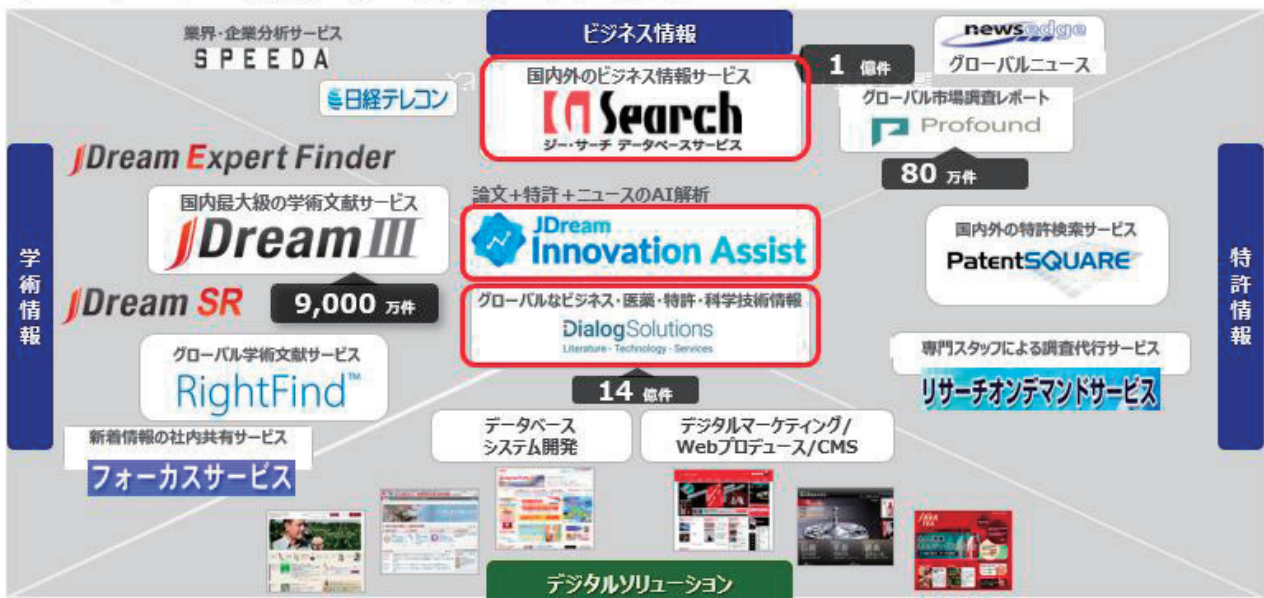 業界・企業分析サービス
SPEEDA
日経テレコン
ビジネス情報
国内外のビジネス情報サービス
G Search
ジー・サーチ データベースサービス
1 億件
newsedge
グローバルニュース
グローバル市場調査レポート
Profound
80 万件
学術情報
JDream Expert Finder
国内最大級の学術文献サービス
JDream III
JDream SR
9,000 万件
グローバル学術文献サービス
RightFind™
新着情報の社内共有サービス
フォーカスサービス
論文+特許+ニュースのAI解析
JDream
Innovation Assist
グローバルなビジネス・医薬・特許・科学技術情報
DialogSolutions
Literature - Technology - Services
14 億件
国内外の特許検索サービス
PatentSQUARE
専門スタッフによる調査代行サービス
リサーチオンデマンドサービス
特許情報
データベース
システム開発
デジタルマーケティング/
Webプロデュース/CMS
デジタルソリューション